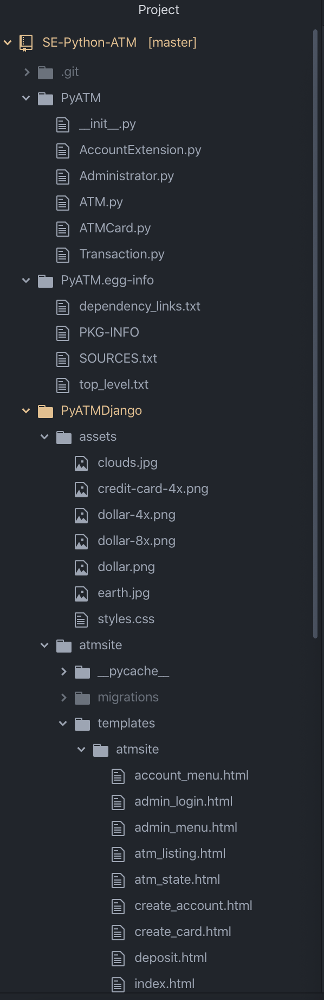 Project
SE-Python-ATM [master]
.git
PyATM
__init__.py
AccountExtension.py
Administrator.py
ATM.py
ATMCard.py
Transaction.py
PyATM.egg-info
dependency_links.txt
PKG-INFO
SOURCES.txt
top_level.txt
PyATMDjango
assets
clouds.jpg
credit-card-4x.png
dollar-4x.png
dollar-8x.png
dollar.png
earth.jpg
styles.css
atmsite
__pycache__
migrations
templates
atmsite
account_menu.html
admin_login.html
admin_menu.html
atm_listing.html
atm_state.html
create_account.html
create_card.html
deposit.html
index.html